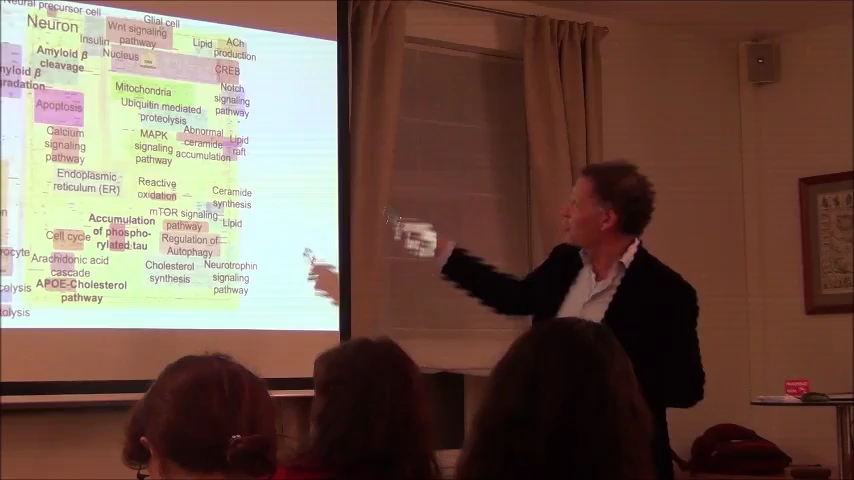 Neural precursor cell
Glial cell
Neuron
Wnt signaling
pathway
Insulin
Lipid
ACh
production
Nucleus
Amyloid β
cleavage
CREB
Mitochondria
Notch
signaling
pathway
Apoptosis
Ubiquitin mediated
proteolysis
Calcium
signaling
pathway
MAPK
signaling
pathway
Abnormal
ceramide
accumulation
Lipid
raft
Endoplasmic
reticulum (ER)
Reactive
oxidation
Ceramide
synthesis
mTOR signaling
pathway
Lipid
Accumulation
of phospho-
rylated tau
Cell cycle
Regulation of
Autophagy
Arachidonic acid
cascade
Cholesterol
synthesis
Neurotrophin
signaling
pathway
APOE-Cholesterol
pathway